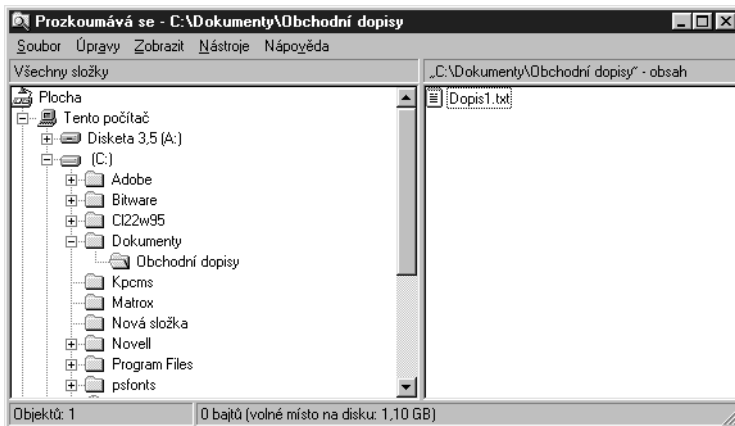 Prozkoumává se - C:\Dokumenty\Obchodní dopisy
Soubor Úpravy Zobrazit Nástroje Nápověda
Všechny složky
„C:\Dokumenty\Obchodní dopisy“ - obsah
Plocha
Tento počítač
Disketa 3,5 (A:)
(C:)
Adobe
Bitware
Cl22w95
Dokumenty
Obchodní dopisy
Kpcms
Matrox
Nová složka
Novell
Program Files
psfonts
Dopis1.txt
Objektů: 1
0 bajtů (volné místo na disku: 1,10 GB)